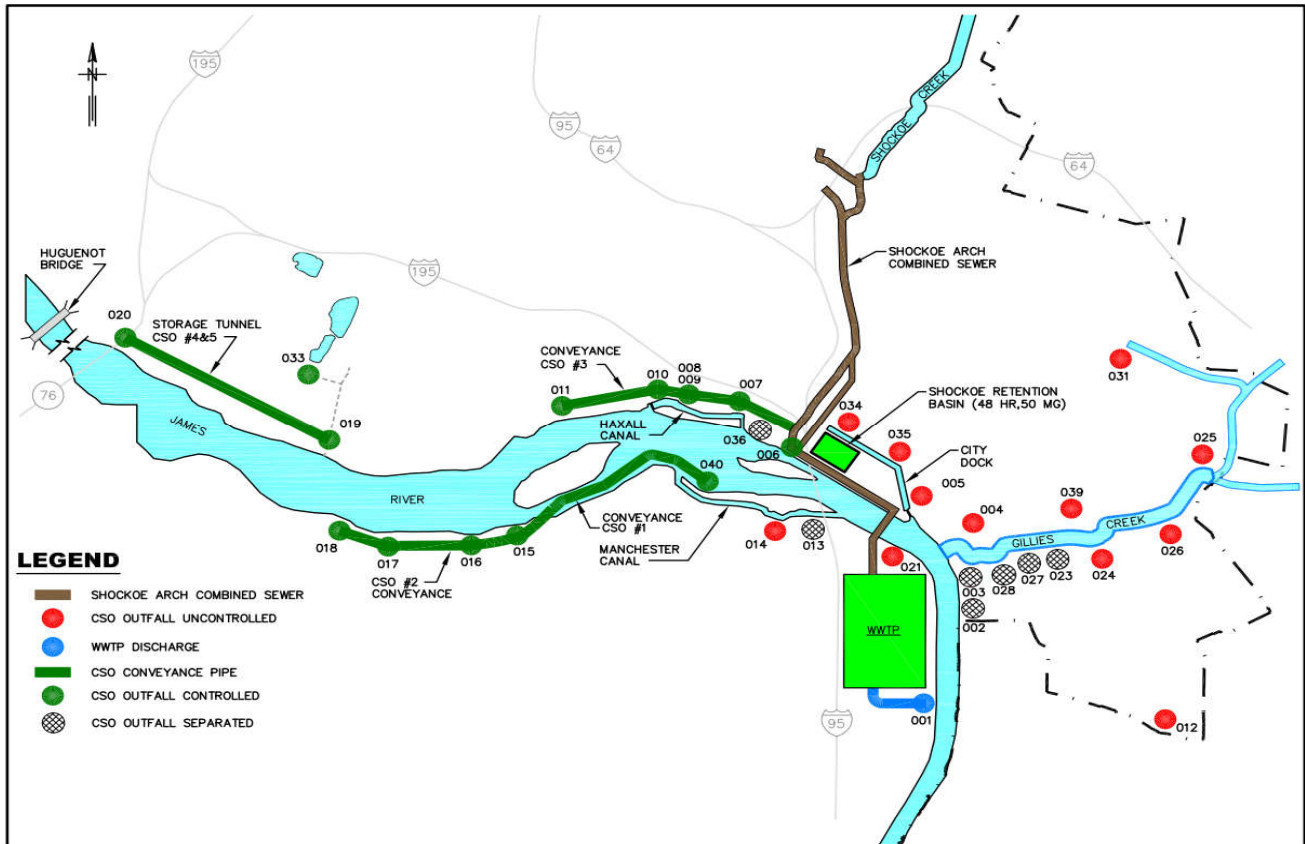 195
N
95
64
SHOCKOE CREEK
64
HUGUENOT
BRIDGE
195
SHOCKOE ARCH
COMBINED SEWER
020
STORAGE TUNNEL
CSO #4&5
033
76
JAMES
019
RIVER
CONVEYANCE
CSO #3
011
010
008
009
007
HAXALL
CANAL
036
006
034
SHOCKOE RETENTION
BASIN (48 HR,50 MG)
035
CITY
DOCK
005
031
025
004
039
GILLIES
CREEK
026
024
023
027
028
003
002
040
CONVEYANCE
CSO #1
MANCHESTER
CANAL
014
013
021
018
017
016
015
CSO #2
CONVEYANCE
WWTP
001
95
012
LEGEND
SHOCKOE ARCH COMBINED SEWER
CSO OUTFALL UNCONTROLLED
WWTP DISCHARGE
CSO CONVEYANCE PIPE
CSO OUTFALL CONTROLLED
CSO OUTFALL SEPARATED